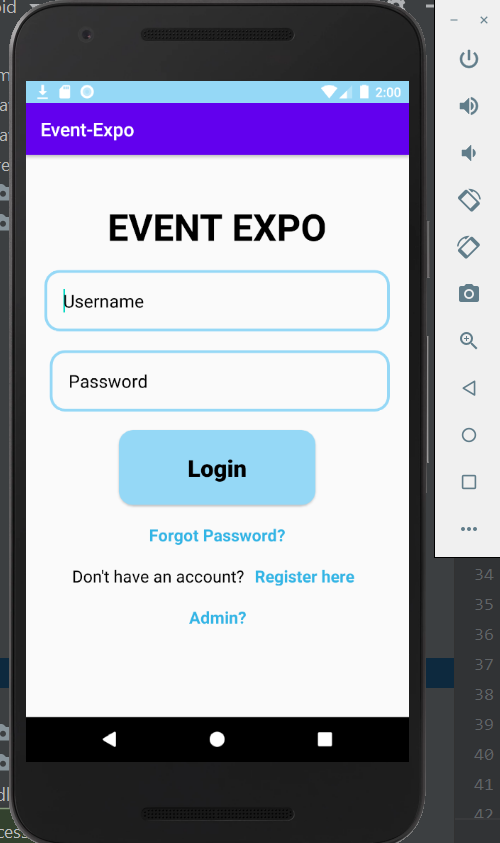 2:00
Event-Expo
EVENT EXPO
Username
Password
Login
Forgot Password?
Don't have an account? Register here
Admin?
34
35
36
37
38
39
40
41
42